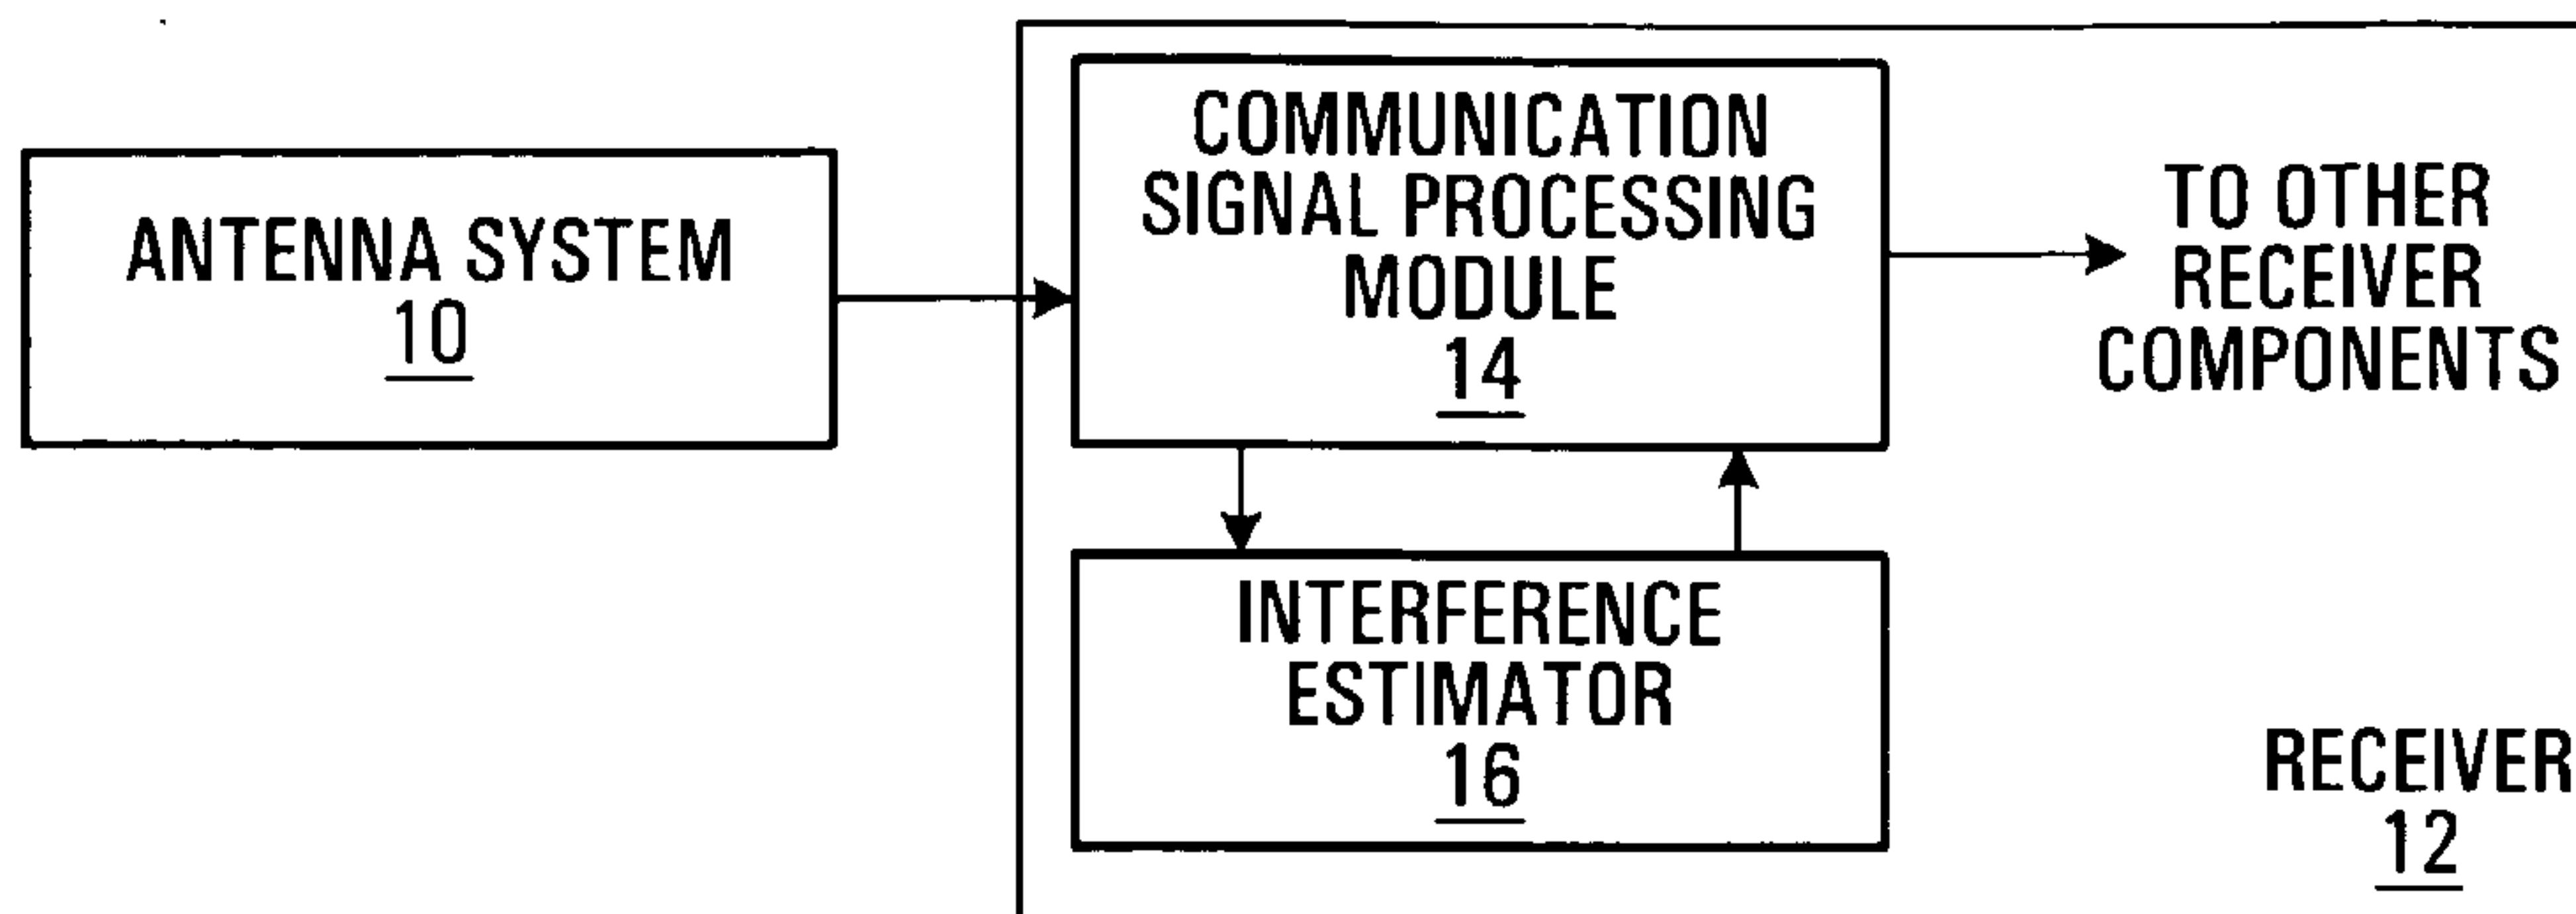 ANTENNA SYSTEM
10
COMMUNICATION
SIGNAL PROCESSING
MODULE
14
TO OTHER
RECEIVER
COMPONENTS
INTERFERENCE
ESTIMATOR
16
RECEIVER
12